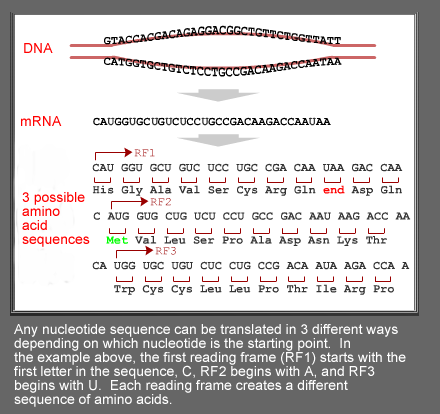 DNA
GTACCACGACAGAGGACGGCTGTTCTGGTTATT
CATGGTGCTGTCTCCTGCCGACAAGACCAATAA
mRNA
CAUGGUGCUGUCUCCUGCCGACAAGACCAAUAA
RF1
CAU GGU GCU GUC UCC UGC CGA CAA UAA GAC CAA
His Gly Ala Val Ser Cys Arg Gln end Asp Gln
3 possible
amino
acid
sequences
RF2
C AUG GUG CUG UCU CCU GCC GAC AAU AAG ACC AA
Met Val Leu Ser Pro Ala Asp Asn Lys Thr
RF3
CA UGG UGC UGU CUC CUG CCG ACA AUA AGA CCA A
Trp Cys Cys Leu Leu Pro Thr Ile Arg Pro
Any nucleotide sequence can be translated in 3 different ways
depending on which nucleotide is the starting point. In
the example above, the first reading frame (RF1) starts with the
first letter in the sequence, C, RF2 begins with A, and RF3
begins with U. Each reading frame creates a different
sequence of amino acids.